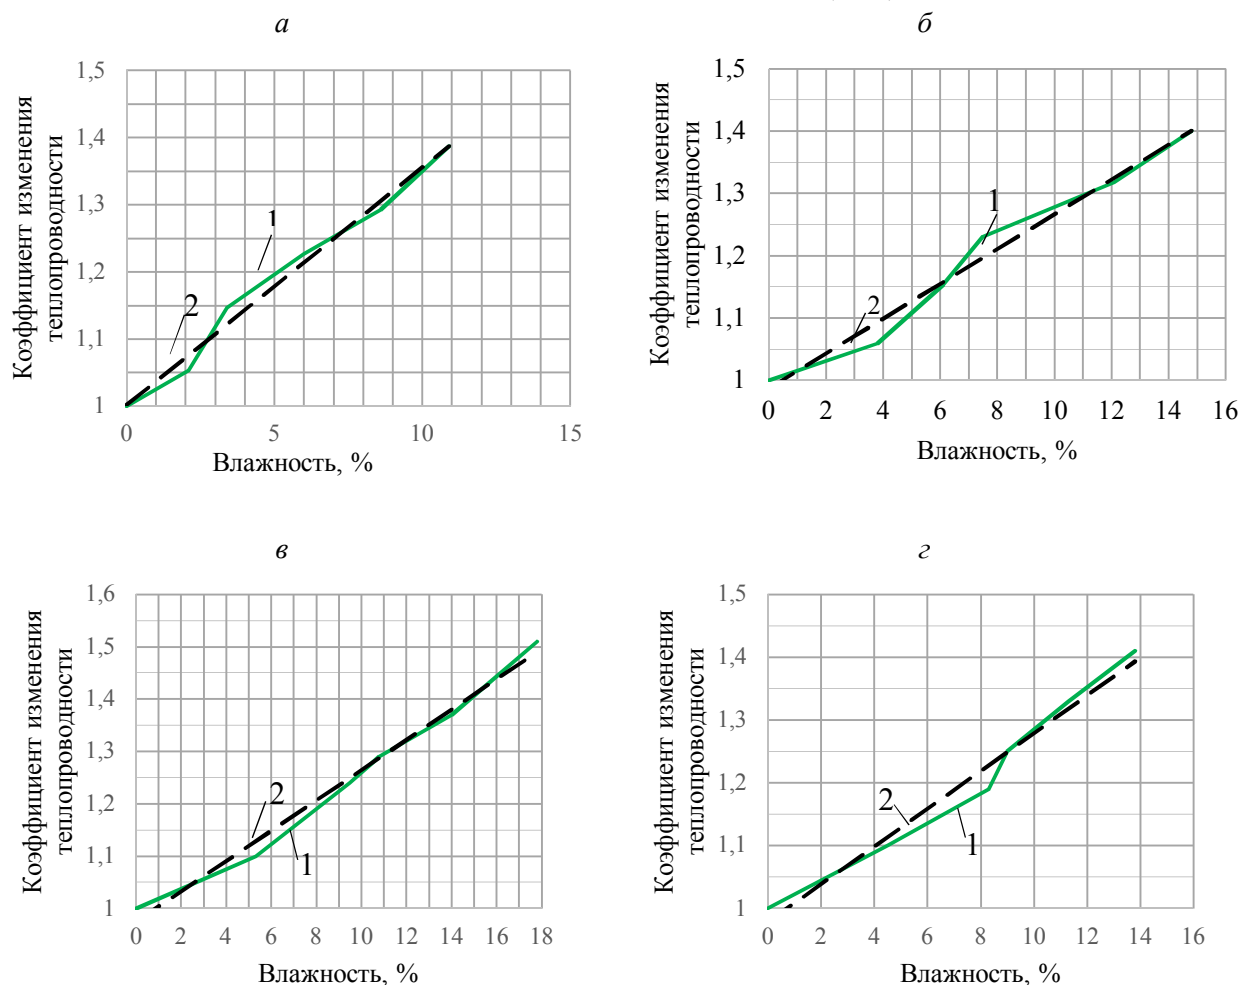 а
Коэффициент изменения
теплопроводности
1,5
1,4
1,3
1,2
1,1
1
1
2
0 5 10 15
Влажность, %
б
Коэффициент изменения
теплопроводности
1,5
1,4
1,3
1,2
1,1
1
1
2
0 2 4 6 8 10 12 14 16
Влажность, %
в
Коэффициент изменения
теплопроводности
1,6
1,5
1,4
1,3
1,2
1,1
1
2
1
0 2 4 6 8 10 12 14 16 18
Влажность, %
г
Коэффициент изменения
теплопроводности
1,5
1,4
1,3
1,2
1,1
1
2
1
0 2 4 6 8 10 12 14 16
Влажность, %